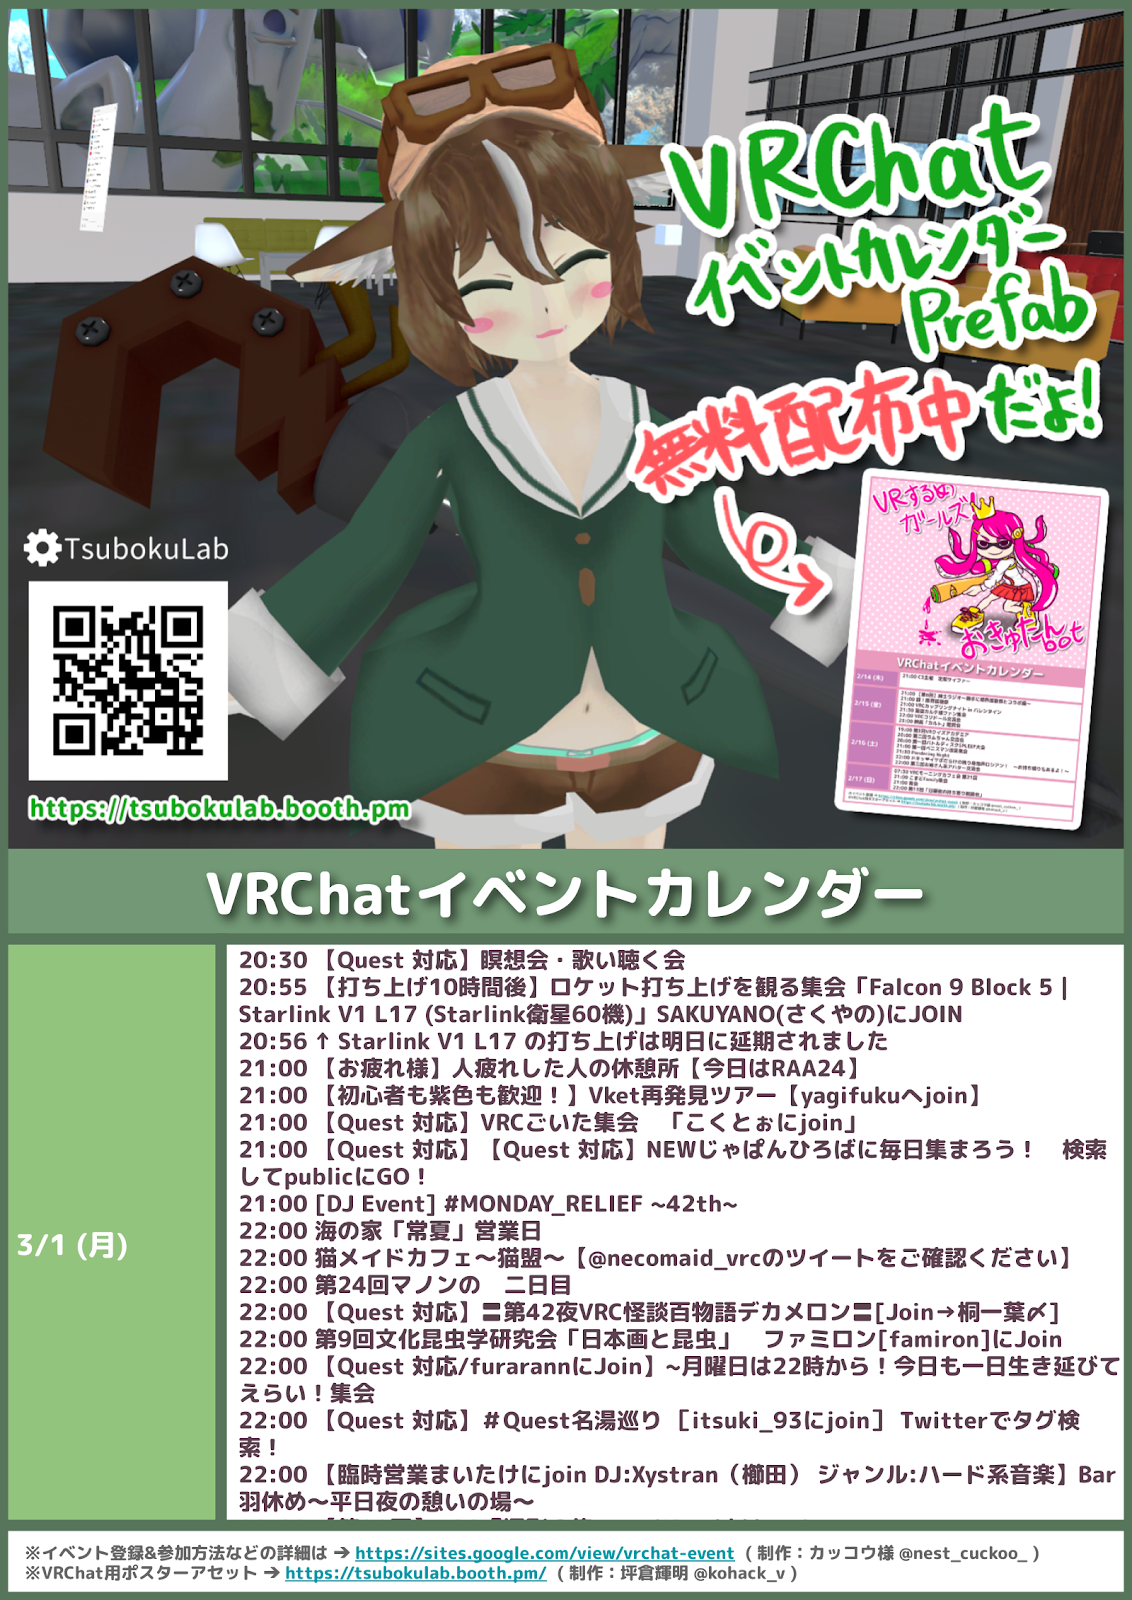 VRChat
イベントカレンダー
Prefab
無料配布中だよ!
VRするめ
ガールズ
おきゅたん
bot
VRChatイベントカレンダー
2/14 (木)
2/15 (金)
2/16 (土)
2/17 (日)
TsubokuLab
https://tsubokulab.booth.pm
VRChatイベントカレンダー
3/1 (月)
20:30 【Quest 対応】瞑想会・歌い聴く会
20:55 【打ち上げ10時間後】ロケット打ち上げを観る集会「Falcon 9 Block 5 |
Starlink V1 L17 (Starlink衛星60機)」SAKUYANO(さくやの)にJOIN
20:56 ↑ Starlink V1 L17 の打ち上げは明日に延期されました
21:00 【お疲れ様】人疲れした人の休憩所【今日はRAA24】
21:00 【初心者も紫色も歓迎！】Vket再発見ツアー【yagifukuへjoin】
21:00 【Quest 対応】VRCごいた集会　「こくとぉにjoin」
21:00 【Quest 対応】【Quest 対応】NEWじゃぱんひろばに毎日集まろう！　検索
してpublicにGO！
21:00 [DJ Event] #MONDAY_RELIEF ~42th~
22:00 海の家「常夏」営業日
22:00 猫メイドカフェ～猫盟～【@necomaid_vrcのツイートをご確認ください】
22:00 第24回マノンの　二日目
22:00 【Quest 対応】〓第42夜VRC怪談百物語デカメロン〓[Join→桐一葉〆]
22:00 第9回文化昆虫学研究会「日本画と昆虫」　ファミロン[famiron]にJoin
22:00 【Quest 対応/furarannにJoin】~月曜日は22時から！今日も一日生き延びて
えらい！集会
22:00 【Quest 対応】＃Quest名湯巡り ［itsuki_93にjoin］ Twitterでタグ検
索！
22:00 【臨時営業まいたけにjoin DJ:Xystran（櫛田） ジャンル:ハード系音楽】Bar
羽休め～平日夜の憩いの場～
※イベント登録&参加方法などの詳細は → https://sites.google.com/view/vrchat-event ( 制作：カッコウ様 @nest_cuckoo_ )
※VRChat用ポスターアセット → https://tsubokulab.booth.pm/ ( 制作：坪倉輝明 @kohack_v )